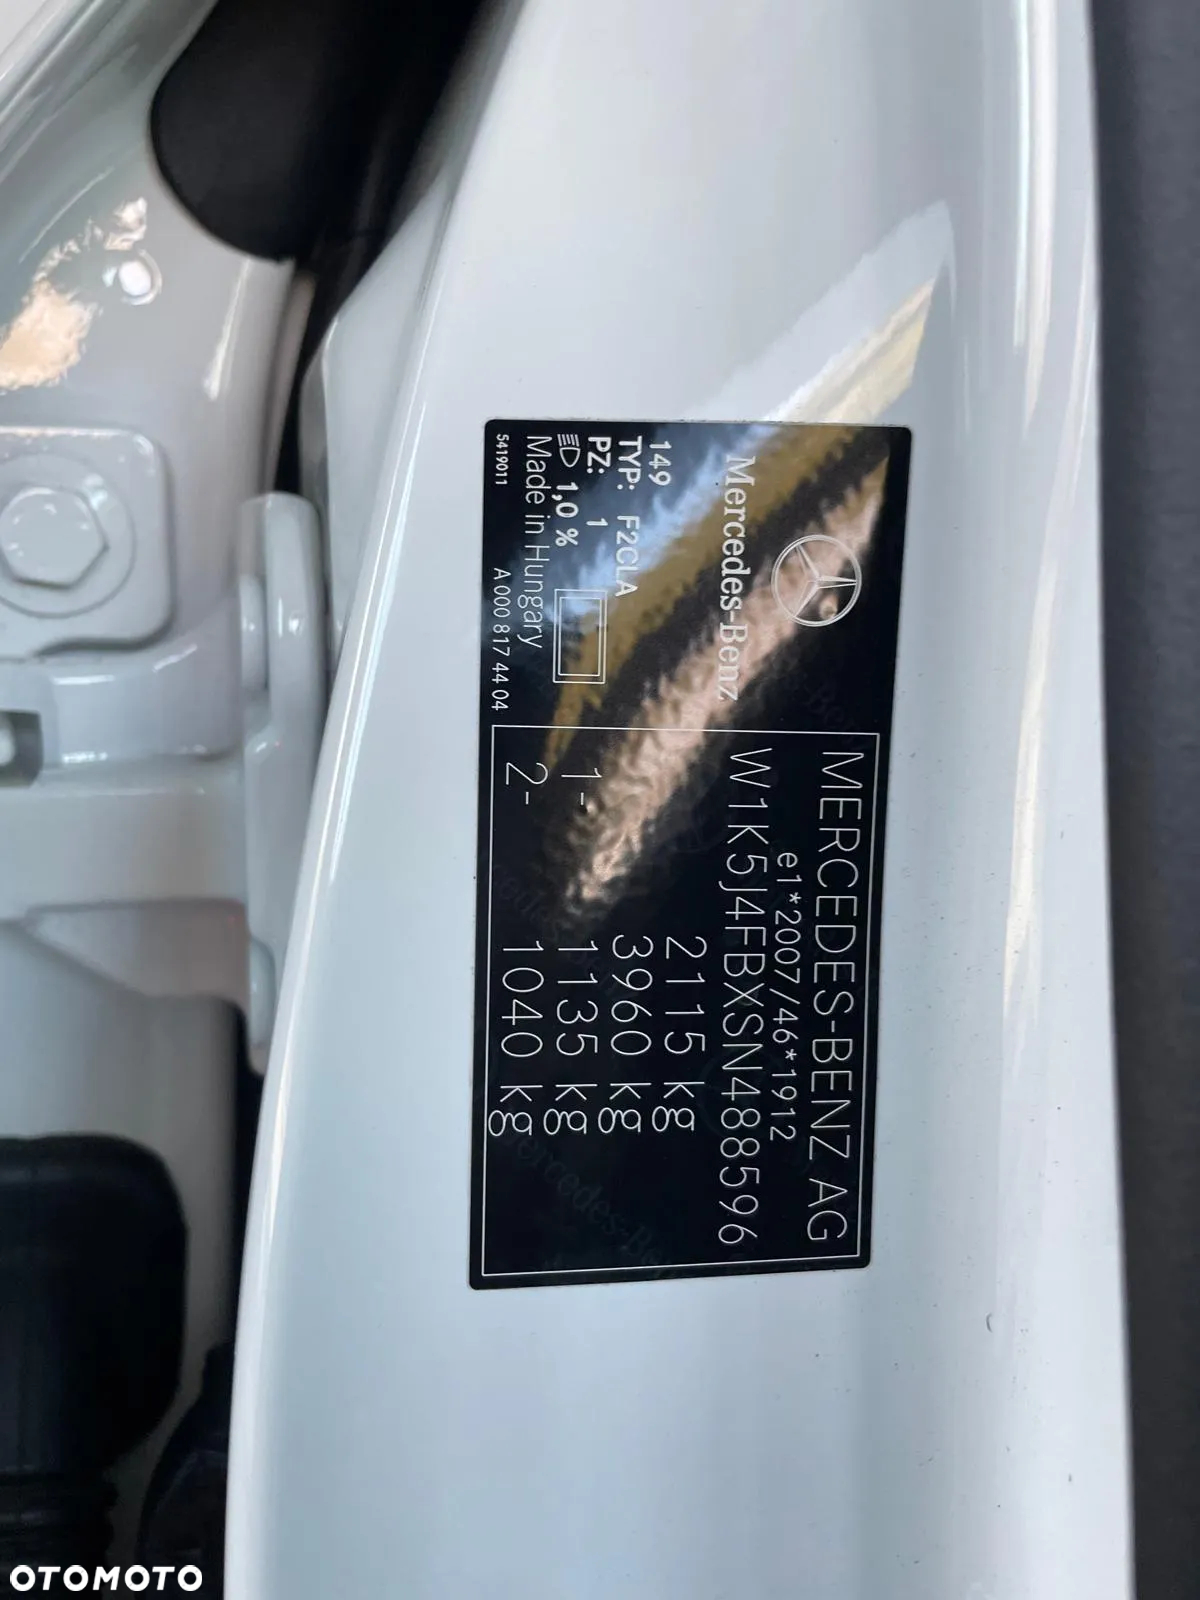 Mercedes-Benz
149
TYP: F2CLA
PZ: 1
1,0 %
Made in Hungary
5419011 A 000 817 44 04
MERCEDES-BENZ AG
e1*2007/46*1912
W1K5J4FBXSN488596
2115 kg
3960 kg
1- 1135 kg
2- 1040 kg
OTOMOTO